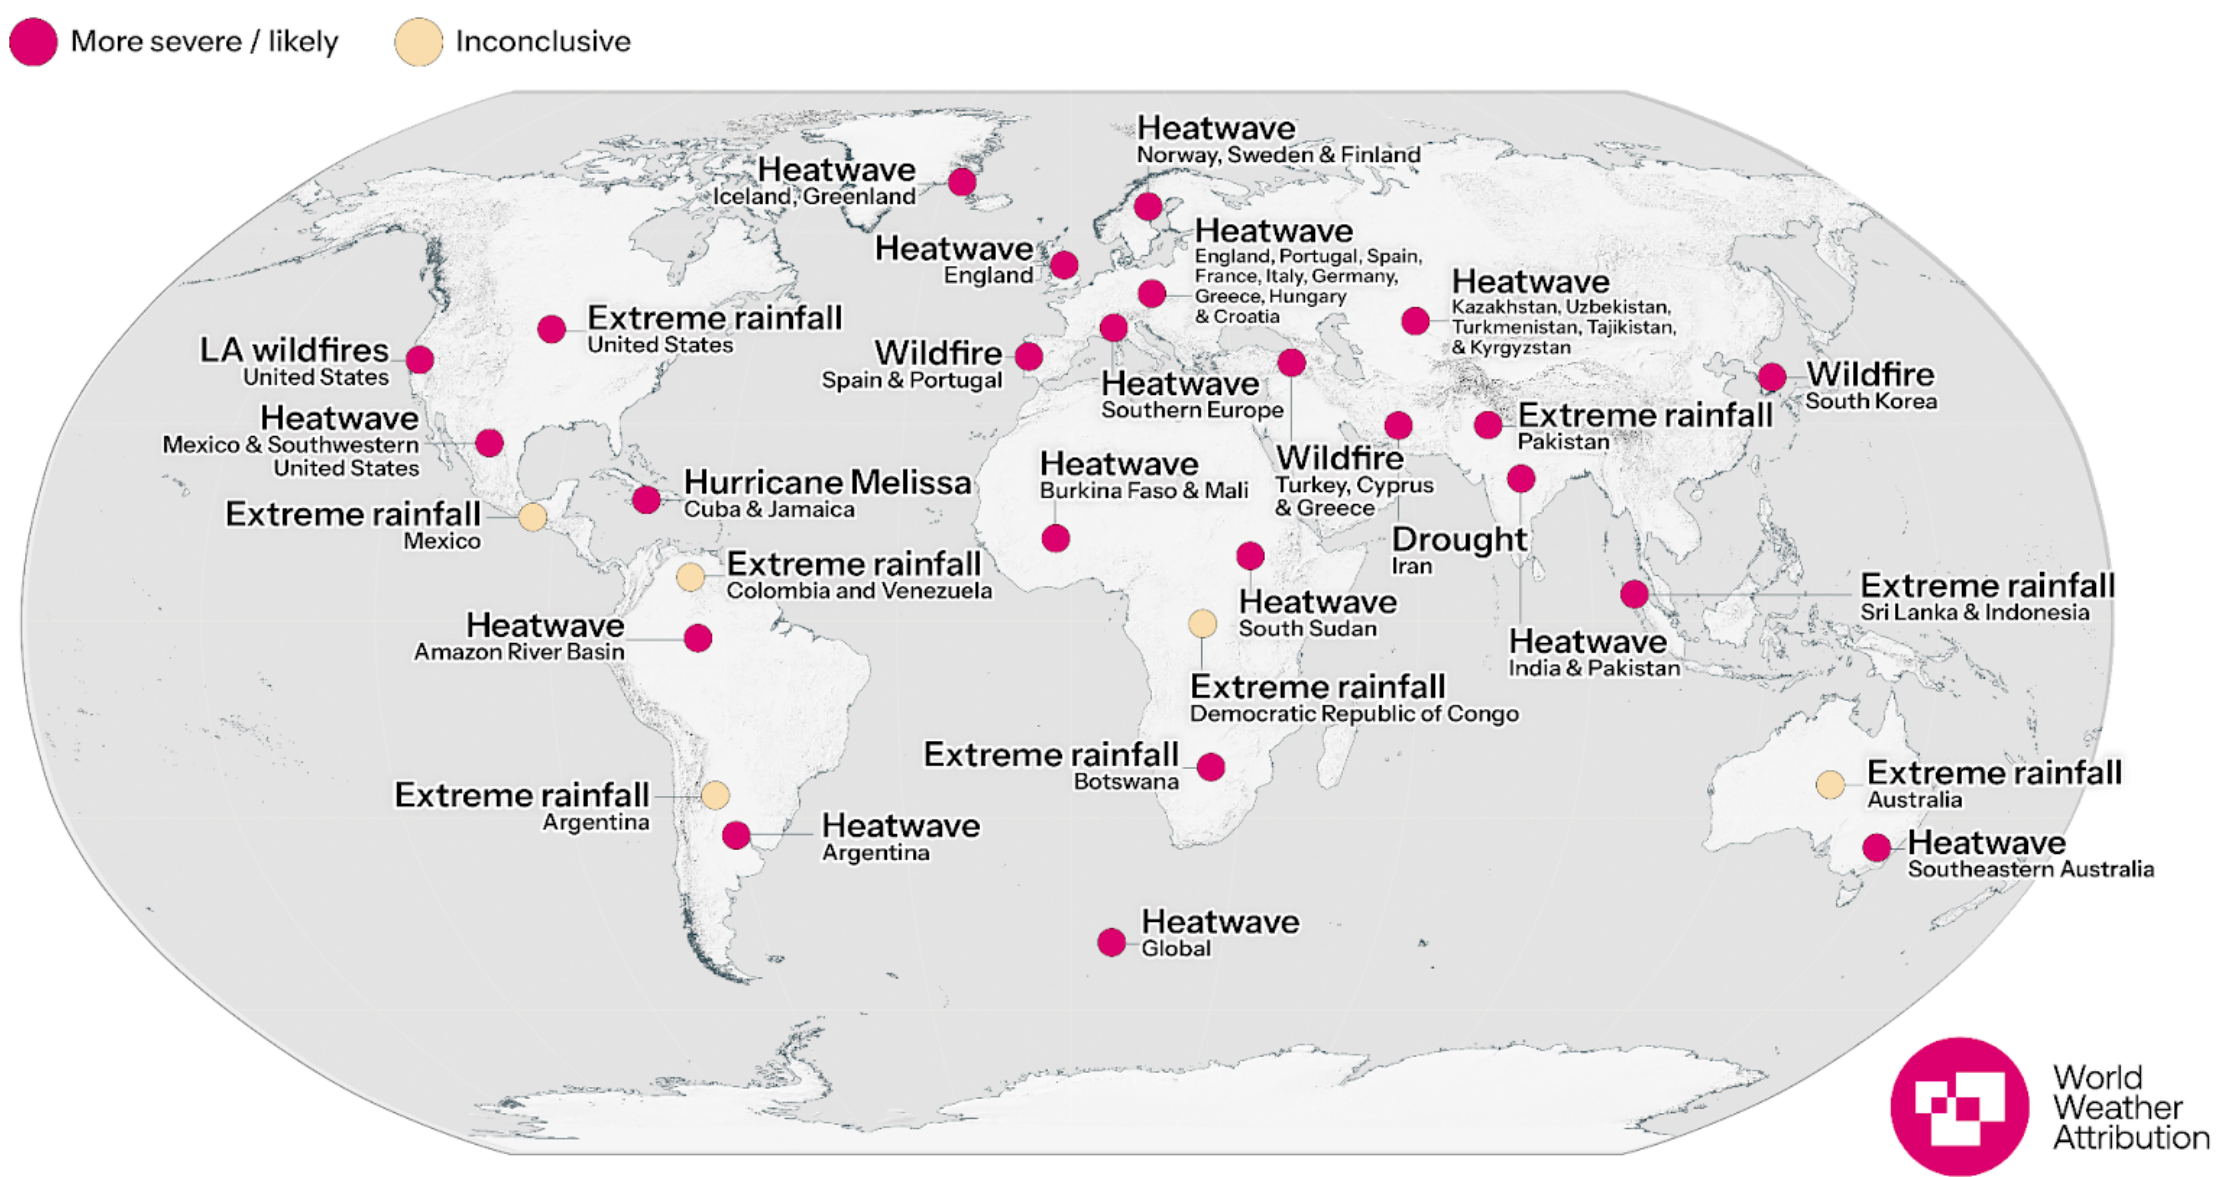 More severe / likely
Inconclusive
Heatwave
Norway, Sweden & Finland
Heatwave
Iceland, Greenland
Heatwave
England
Heatwave
England, Portugal, Spain,
France, Italy, Germany,
Greece, Hungary
& Croatia
Heatwave
Kazakhstan, Uzbekistan,
Turkmenistan, Tajikistan,
& Kyrgyzstan
Extreme rainfall
United States
LA wildfires
United States
Wildfire
Spain & Portugal
Heatwave
Southern Europe
Wildfire
South Korea
Heatwave
Mexico & Southwestern
United States
Extreme rainfall
Pakistan
Heatwave
Burkina Faso & Mali
Wildfire
Turkey, Cyprus
& Greece
Hurricane Melissa
Cuba & Jamaica
Extreme rainfall
Mexico
Drought
Iran
Extreme rainfall
Colombia and Venezuela
Heatwave
South Sudan
Extreme rainfall
Sri Lanka & Indonesia
Heatwave
Amazon River Basin
Heatwave
India & Pakistan
Extreme rainfall
Democratic Republic of Congo
Extreme rainfall
Botswana
Extreme rainfall
Australia
Extreme rainfall
Argentina
Heatwave
Argentina
Heatwave
Southeastern Australia
Heatwave
Global
World
Weather
Attribution